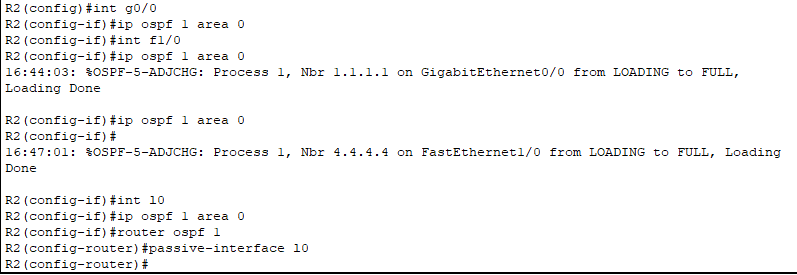 R2(config)#int g0/0
R2(config-if)#ip ospf 1 area 0
R2(config-if)#int f1/0
R2(config-if)#ip ospf 1 area 0
16:44:03: %OSPF-5-ADJCHG: Process 1, Nbr 1.1.1.1 on GigabitEthernet0/0 from LOADING to FULL,
Loading Done
R2(config-if)#ip ospf 1 area 0
R2(config-if)#
16:47:01: %OSPF-5-ADJCHG: Process 1, Nbr 4.4.4.4 on FastEthernet1/0 from LOADING to FULL, Loading
Done
R2(config-if)#int l0
R2(config-if)#ip ospf 1 area 0
R2(config-if)#router ospf 1
R2(config-router)#passive-interface l0
R2(config-router)#